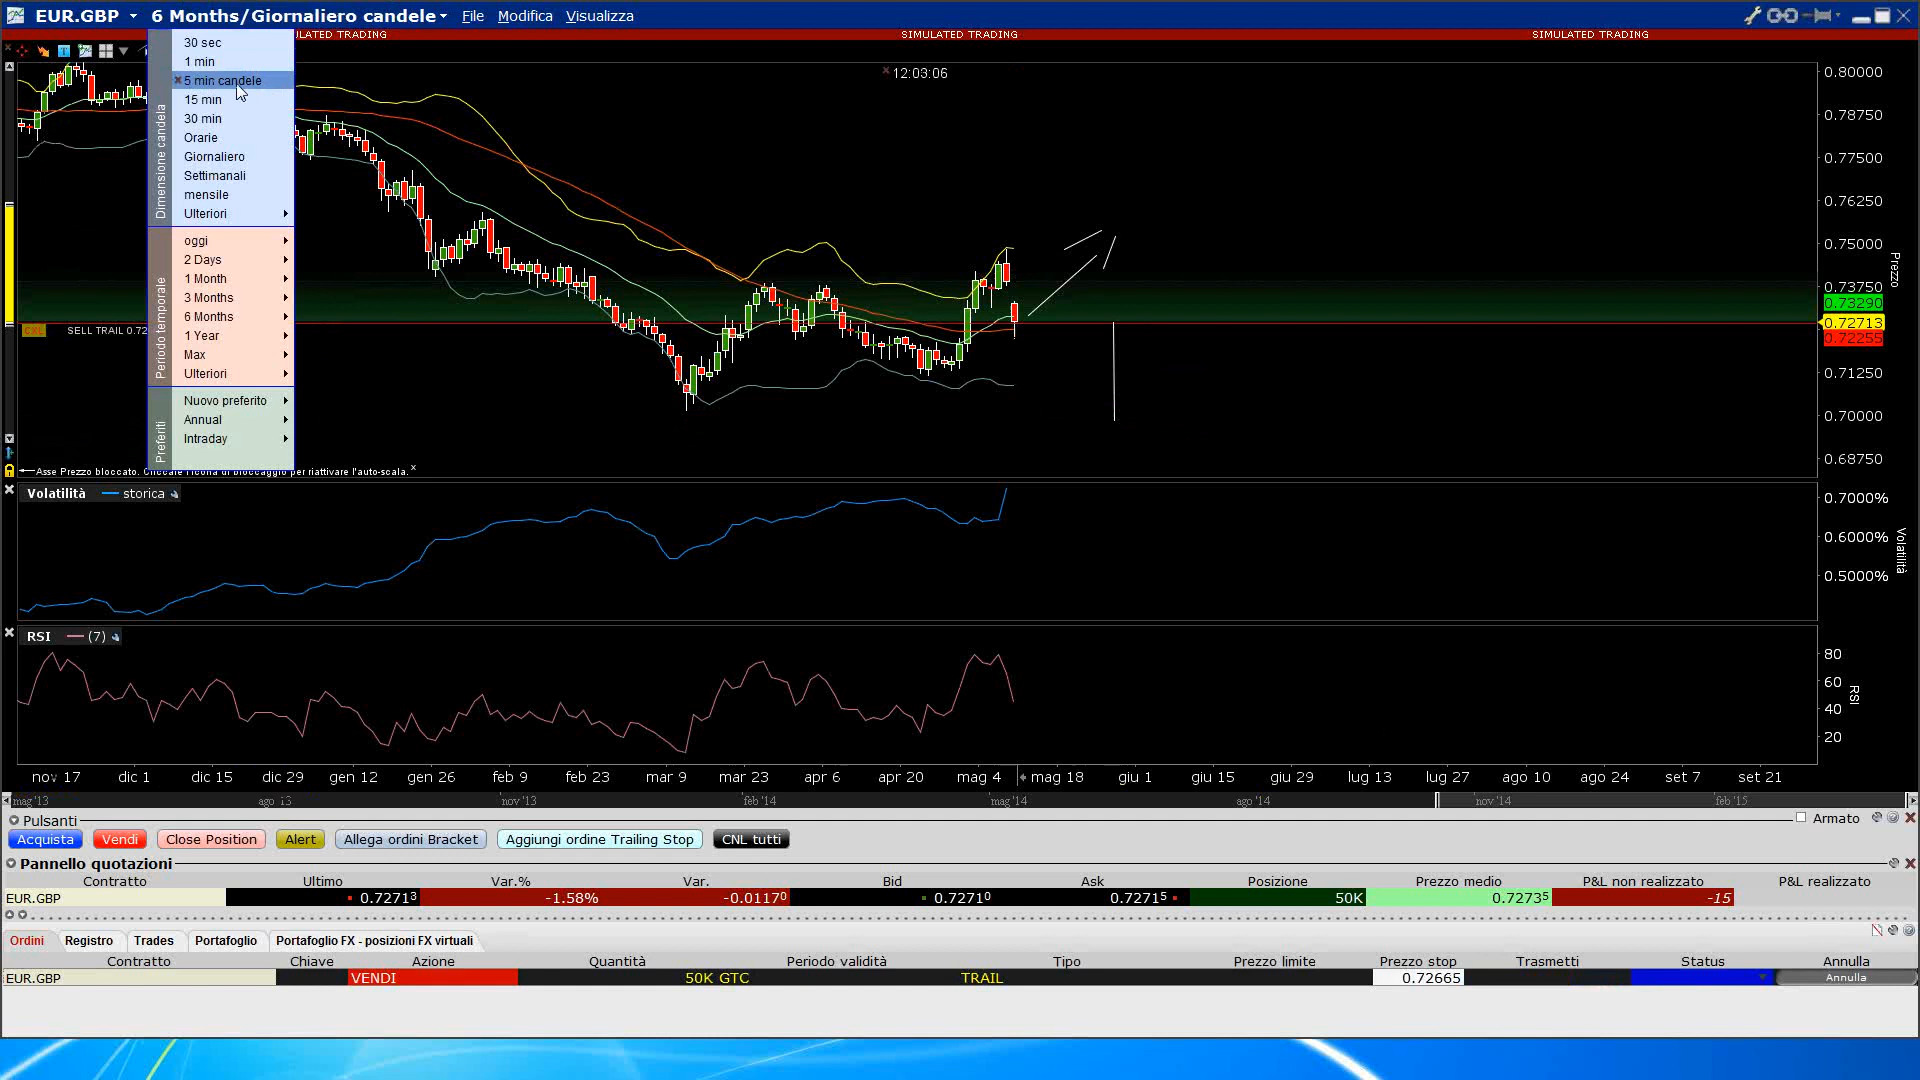 EUR.GBP 6 Months/Giornaliero candele File Modifica Visualizza
ULATED TRADING SIMULATED TRADING SIMULATED TRADING
12:03:06
Dimensione candela
30 sec
1 min
5 min candele
15 min
30 min
Orarie
Giornaliero
Settimanali
mensile
Ulteriori
Periodo temporale
oggi
2 Days
1 Month
3 Months
6 Months
1 Year
Max
Ulteriori
Preferiti
Nuovo preferito
Annual
Intraday
CXL SELL TRAIL 0.72
Asse Prezzo bloccato. Cliccare l'icona di bloccaggio per riattivare l'auto-scala.
0.80000
0.78750
0.77500
0.76250
0.75000
0.73750
0.73290
0.72713
0.72255
0.71250
0.70000
0.68750
Prezzo
Volatilità storica
0.7000%
0.6000%
0.5000%
Volatilità
RSI (7)
80
60
40
20
RSI
nov 17 dic 1 dic 15 dic 29 gen 12 gen 26 feb 9 feb 23 mar 9 mar 23 apr 6 apr 20 mag 4 mag 18 giu 1 giu 15 giu 29 lug 13 lug 27 ago 10 ago 24 set 7 set 21
mag '13 ago '13 nov '13 feb '14 mag '14 ago '14 nov '14 feb '15
Pulsanti Armato
Acquista Vendi Close Position Alert Allega ordini Bracket Aggiungi ordine Trailing Stop CNL tutti
Pannello quotazioni
Contratto Ultimo Var.% Var. Bid Ask Posizione Prezzo medio P&L non realizzato P&L realizzato
EUR.GBP 0.72713 -1.58% -0.01170 0.72710 0.72715 50K 0.72735 -15
Ordini Registro Trades Portafoglio Portafoglio FX - posizioni FX virtuali
Contratto Chiave Azione Quantità Periodo validità Tipo Prezzo limite Prezzo stop Trasmetti Status Annulla
EUR.GBP VENDI 50K GTC TRAIL 0.72665 Annulla